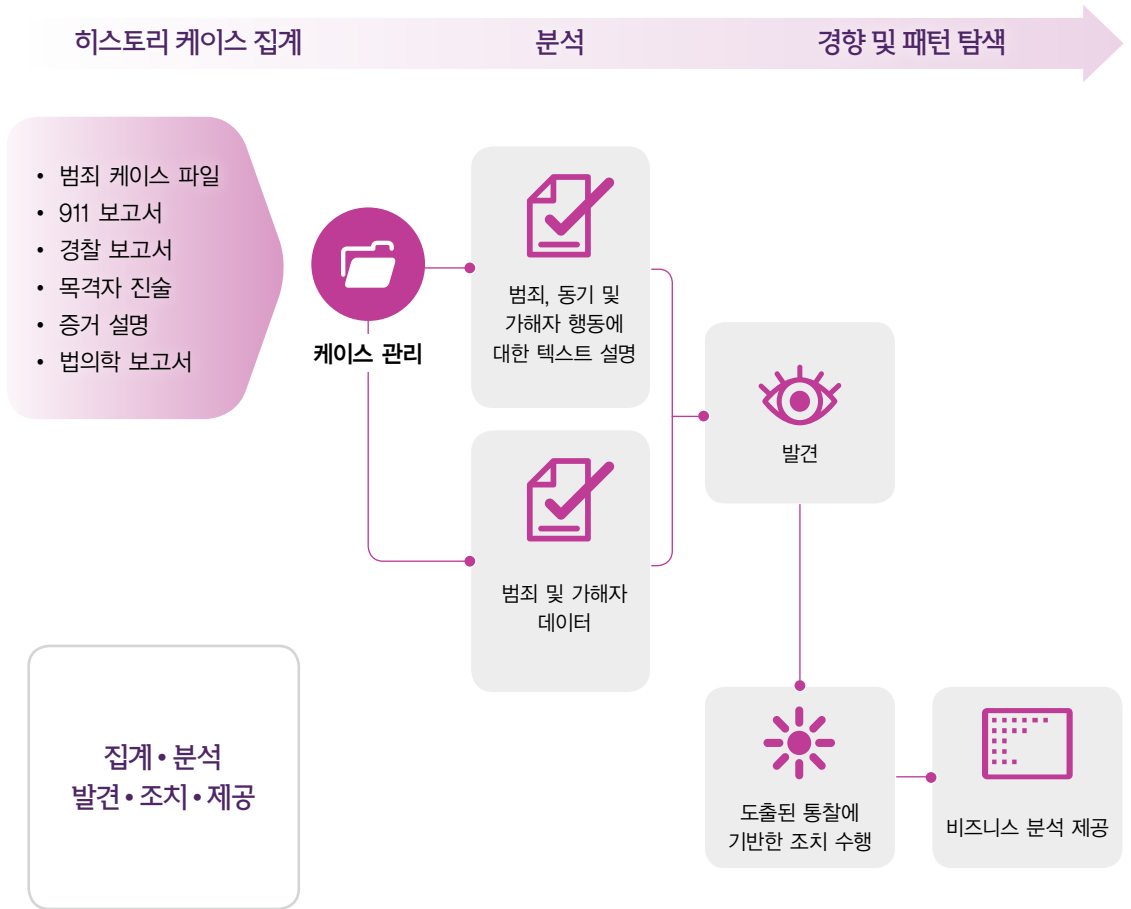 히스토리 케이스 집계
분석
경향 및 패턴 탐색
• 범죄 케이스 파일
• 911 보고서
• 경찰 보고서
• 목격자 진술
• 증거 설명
• 법의학 보고서
케이스 관리
범죄, 동기 및
가해자 행동에
대한 텍스트 설명
범죄 및 가해자
데이터
발견
도출된 통찰에
기반한 조치 수행
비즈니스 분석 제공
집계 • 분석
발견 • 조치 • 제공